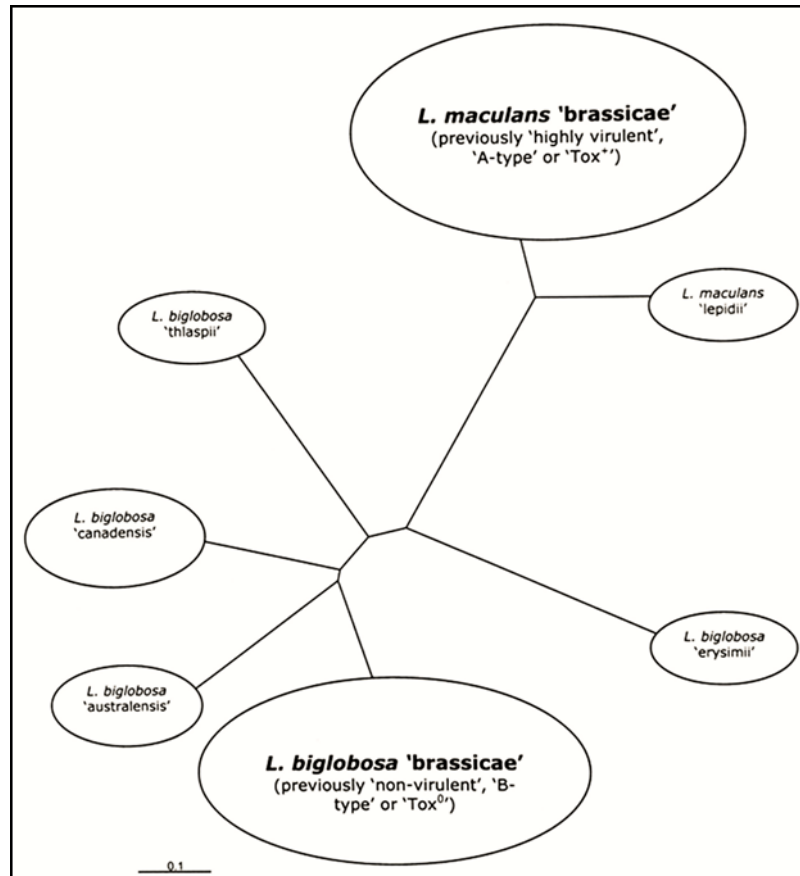 L. maculans ‘brassicae’
(previously ‘highly virulent’,
‘A-type’ or ‘Tox⁺’)
L. maculans
‘lepidii’
L. biglobosa
‘thlaspii’
L. biglobosa
‘canadensis’
L. biglobosa
‘erysimii’
L. biglobosa
‘australensis’
L. biglobosa ‘brassicae’
(previously ‘non-virulent’, ‘B-
type’ or ‘Tox⁰’)
0.1